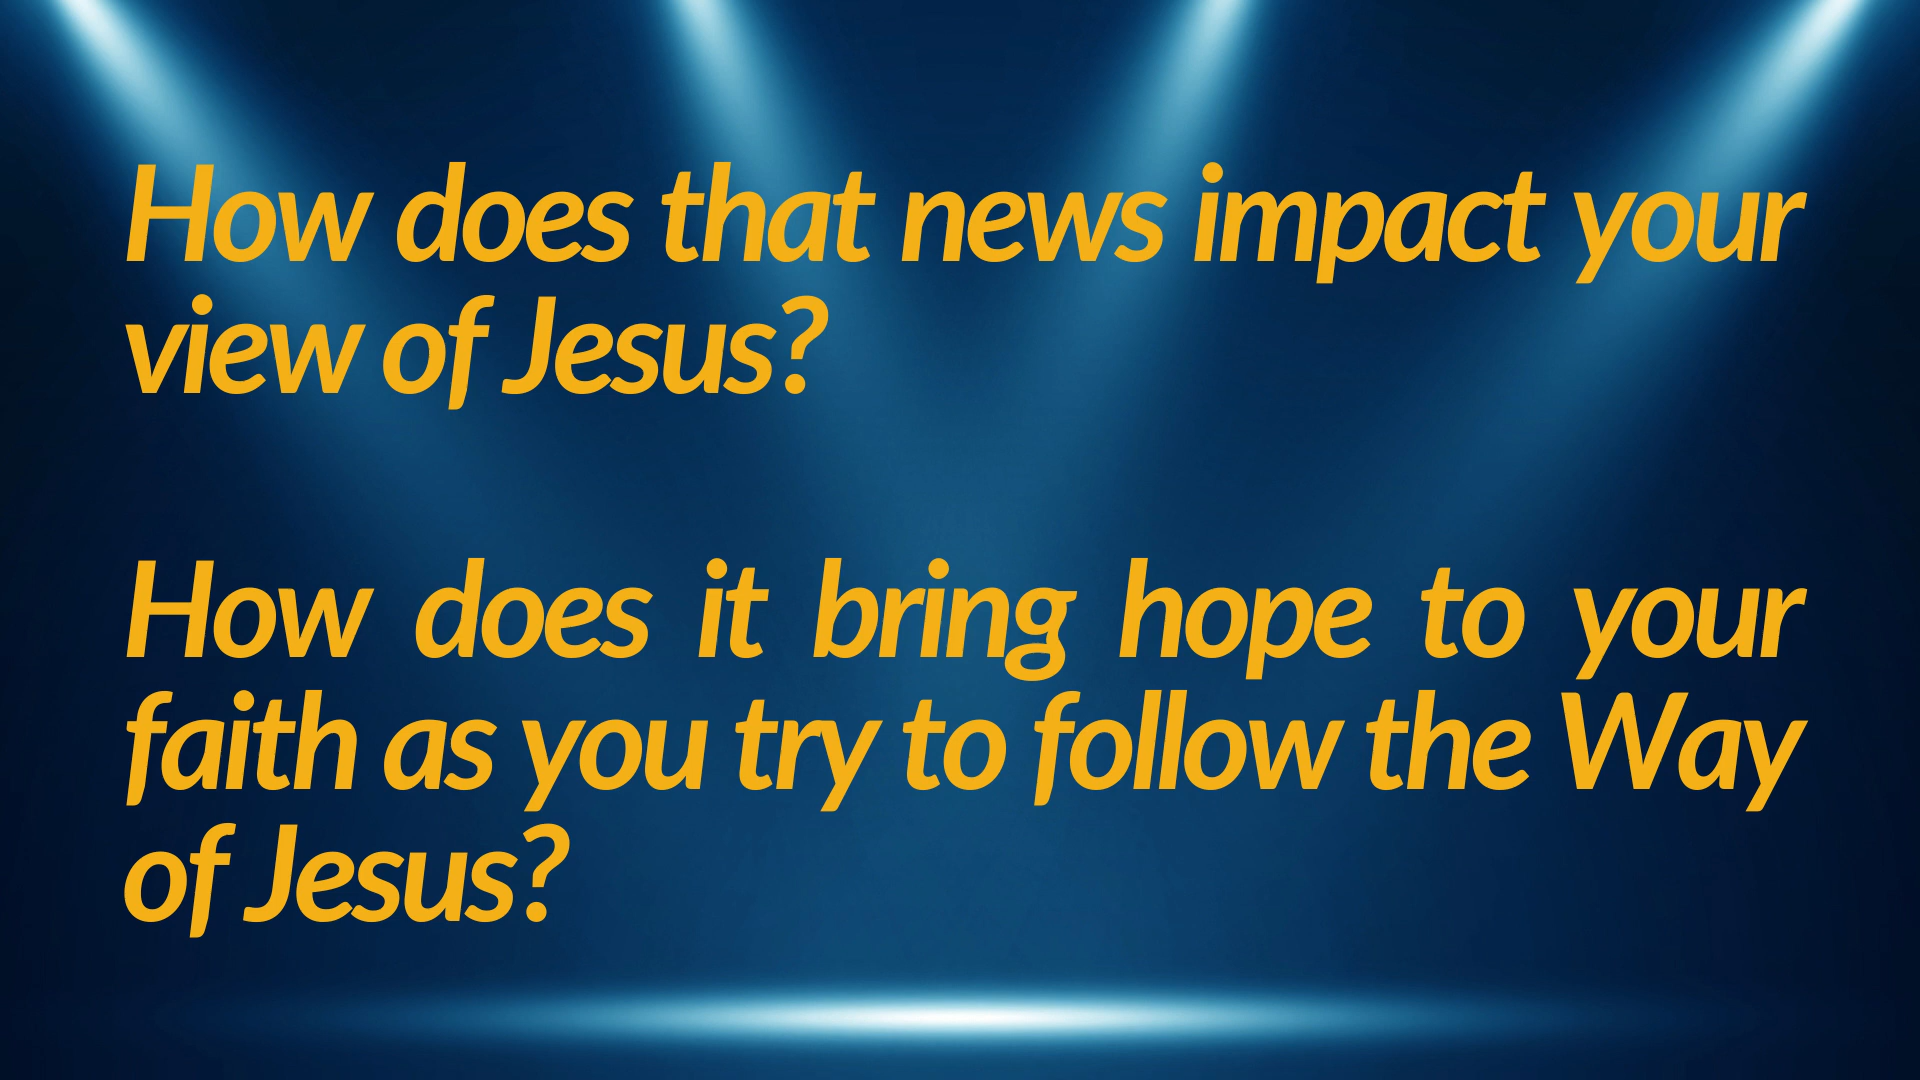 How does that news impact your
view of Jesus?
How does it bring hope to your
faith as you try to follow the Way
of Jesus?